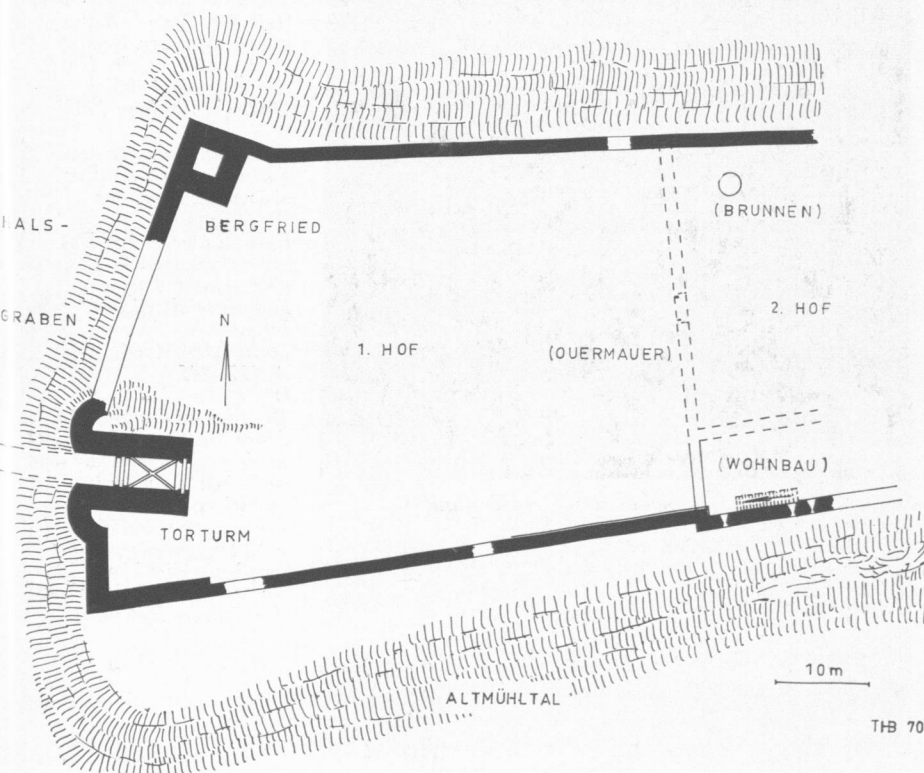 (BRUNNEN)
BERGFRIED
HALS-
2. HOF
GRABEN
N
1. HOF
(QUERMAUER)
(WOHNBAU)
TORTURM
10m
ALTMÜHLTAL
THB 70